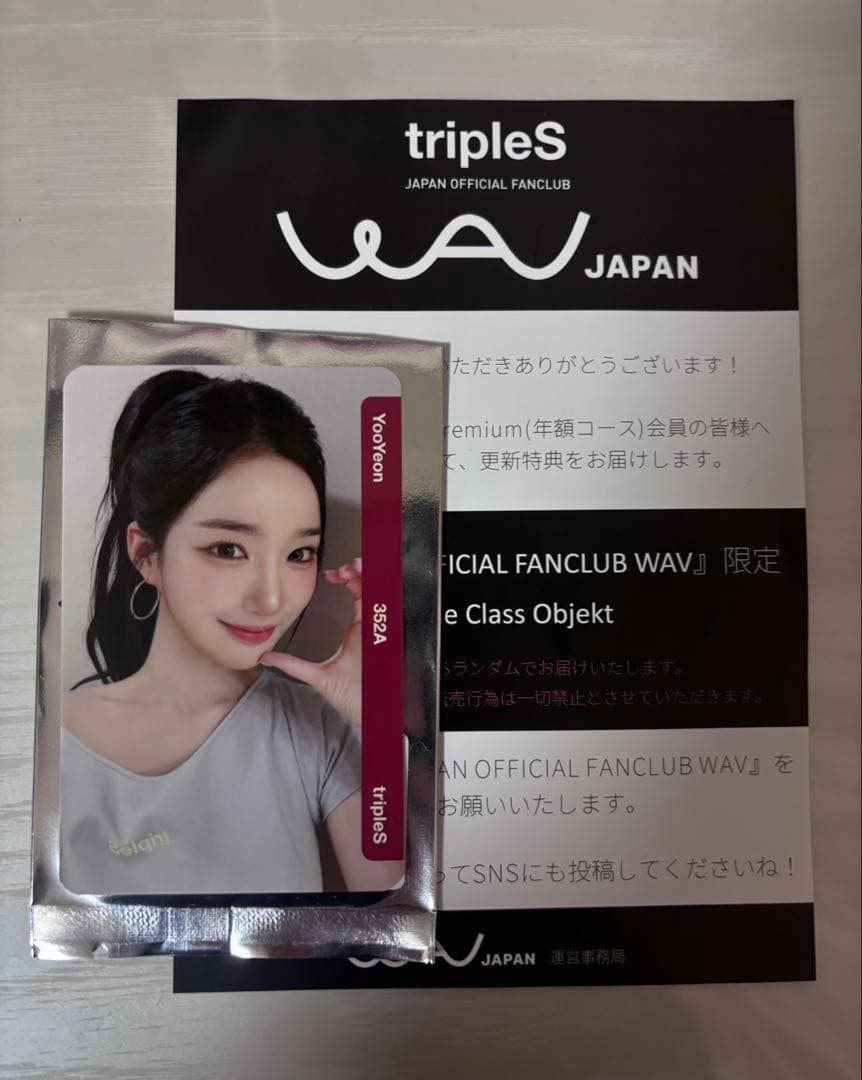 tripleS
JAPAN OFFICIAL FANCLUB
WAV JAPAN
いただきありがとうございます！
remium(年額コース)会員の皆様へ
て、更新特典をお届けします。
FICIAL FANCLUB WAV』限定
e Class Objekt
らランダムでお届けいたします。
転売行為は一切禁止とさせていただきます。
AN OFFICIAL FANCLUB WAV』を
お願いいたします。
ってSNSにも投稿してくださいね！
WAV JAPAN 運営事務局
YooYeon
352A
tripleS
tripleS